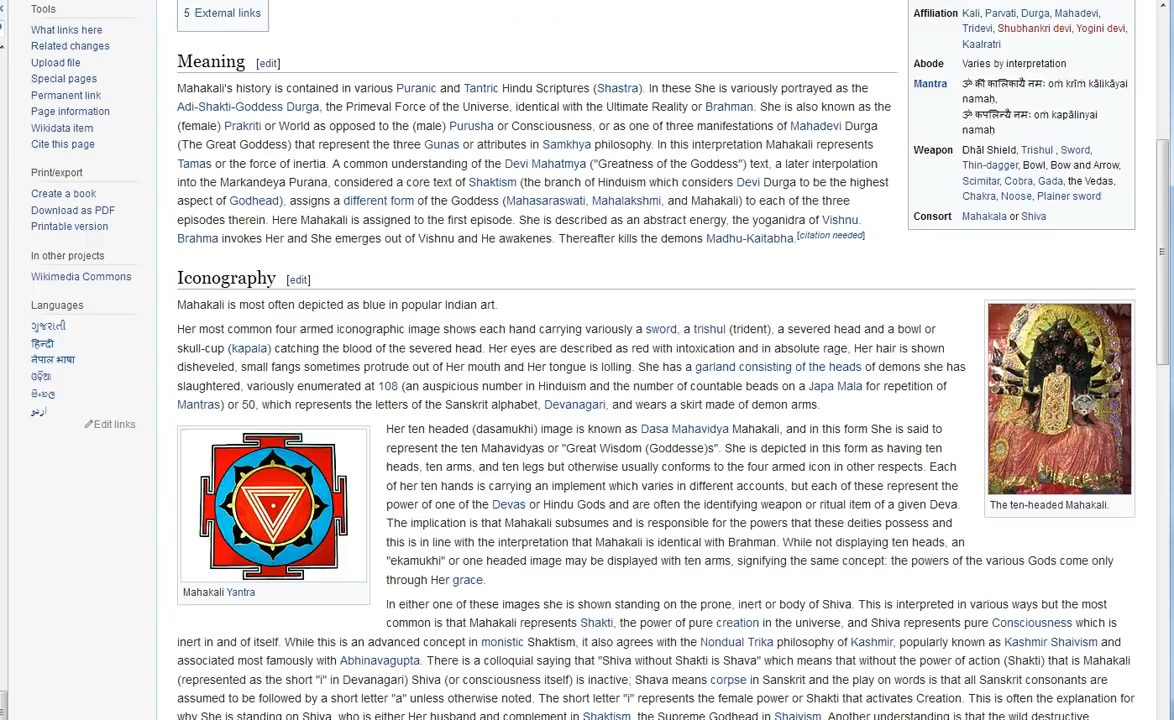 Tools
What links here
Related changes
Upload file
Special pages
Permanent link
Page information
Wikidata item
Cite this page
Print/export
Create a book
Download as PDF
Printable version
In other projects
Wikimedia Commons
Languages
ગુજરાતી
हिन्दी
नेपाल भाषा
ଓଡ଼ିଆ
සිංහල
اردو
Edit links
5 External links
Meaning [edit]
Mahakali's history is contained in various Puranic and Tantric Hindu Scriptures (Shastra). In these She is variously portrayed as the
Adi-Shakti-Goddess Durga, the Primeval Force of the Universe, identical with the Ultimate Reality or Brahman. She is also known as the
(female) Prakriti or World as opposed to the (male) Purusha or Consciousness, or as one of three manifestations of Mahadevi Durga
(The Great Goddess) that represent the three Gunas or attributes in Samkhya philosophy. In this interpretation Mahakali represents
Tamas or the force of inertia. A common understanding of the Devi Mahatmya ("Greatness of the Goddess") text, a later interpolation
into the Markandeya Purana, considered a core text of Shaktism (the branch of Hinduism which considers Devi Durga to be the highest
aspect of Godhead), assigns a different form of the Goddess (Mahasaraswati, Mahalakshmi, and Mahakali) to each of the three
episodes therein. Here Mahakali is assigned to the first episode. She is described as an abstract energy, the yoganidra of Vishnu.
Brahma invokes Her and She emerges out of Vishnu and He awakenes. Thereafter kills the demons Madhu-Kaitabha.[citation needed]
Affiliation Kali, Parvati, Durga, Mahadevi,
Tridevi, Shubhankri devi, Yogini devi,
Kaalratri
Abode Varies by interpretation
Mantra ॐ क्रीं कालिकायै नमः oṁ krīṁ kālikāyai
namaḥ,
ॐ कपलिन्यै नमः oṁ kapālinyai
namaḥ
Weapon Dhāl Shield, Trishul , Sword,
Thin-dagger, Bowl, Bow and Arrow,
Scimitar, Cobra, Gada, the Vedas,
Chakra, Noose, Plainer sword
Consort Mahakala or Shiva
Iconography [edit]
Mahakali is most often depicted as blue in popular Indian art.
Her most common four armed iconographic image shows each hand carrying variously a sword, a trishul (trident), a severed head and a bowl or
skull-cup (kapala) catching the blood of the severed head. Her eyes are described as red with intoxication and in absolute rage, Her hair is shown
disheveled, small fangs sometimes protrude out of Her mouth and Her tongue is lolling. She has a garland consisting of the heads of demons she has
slaughtered, variously enumerated at 108 (an auspicious number in Hinduism and the number of countable beads on a Japa Mala for repetition of
Mantras) or 50, which represents the letters of the Sanskrit alphabet, Devanagari, and wears a skirt made of demon arms.
The ten-headed Mahakali.
Mahakali Yantra
Her ten headed (dasamukhi) image is known as Dasa Mahavidya Mahakali, and in this form She is said to
represent the ten Mahavidyas or "Great Wisdom (Goddesse)s". She is depicted in this form as having ten
heads, ten arms, and ten legs but otherwise usually conforms to the four armed icon in other respects. Each
of her ten hands is carrying an implement which varies in different accounts, but each of these represent the
power of one of the Devas or Hindu Gods and are often the identifying weapon or ritual item of a given Deva.
The implication is that Mahakali subsumes and is responsible for the powers that these deities possess and
this is in line with the interpretation that Mahakali is identical with Brahman. While not displaying ten heads, an
"ekamukhi" or one headed image may be displayed with ten arms, signifying the same concept: the powers of the various Gods come only
through Her grace.
In either one of these images she is shown standing on the prone, inert or body of Shiva. This is interpreted in various ways but the most
common is that Mahakali represents Shakti, the power of pure creation in the universe, and Shiva represents pure Consciousness which is
inert in and of itself. While this is an advanced concept in monistic Shaktism, it also agrees with the Nondual Trika philosophy of Kashmir, popularly known as Kashmir Shaivism and
associated most famously with Abhinavagupta. There is a colloquial saying that "Shiva without Shakti is Shava" which means that without the power of action (Shakti) that is Mahakali
(represented as the short "i" in Devanagari) Shiva (or consciousness itself) is inactive; Shava means corpse in Sanskrit and the play on words is that all Sanskrit consonants are
assumed to be followed by a short letter "a" unless otherwise noted. The short letter "i" represents the female power or Shakti that activates Creation. This is often the explanation for
why She is standing on Shiva, who is either Her husband and complement in Shaktism, the Supreme Godhead in Shaivism. Another understanding is that the wild destructive